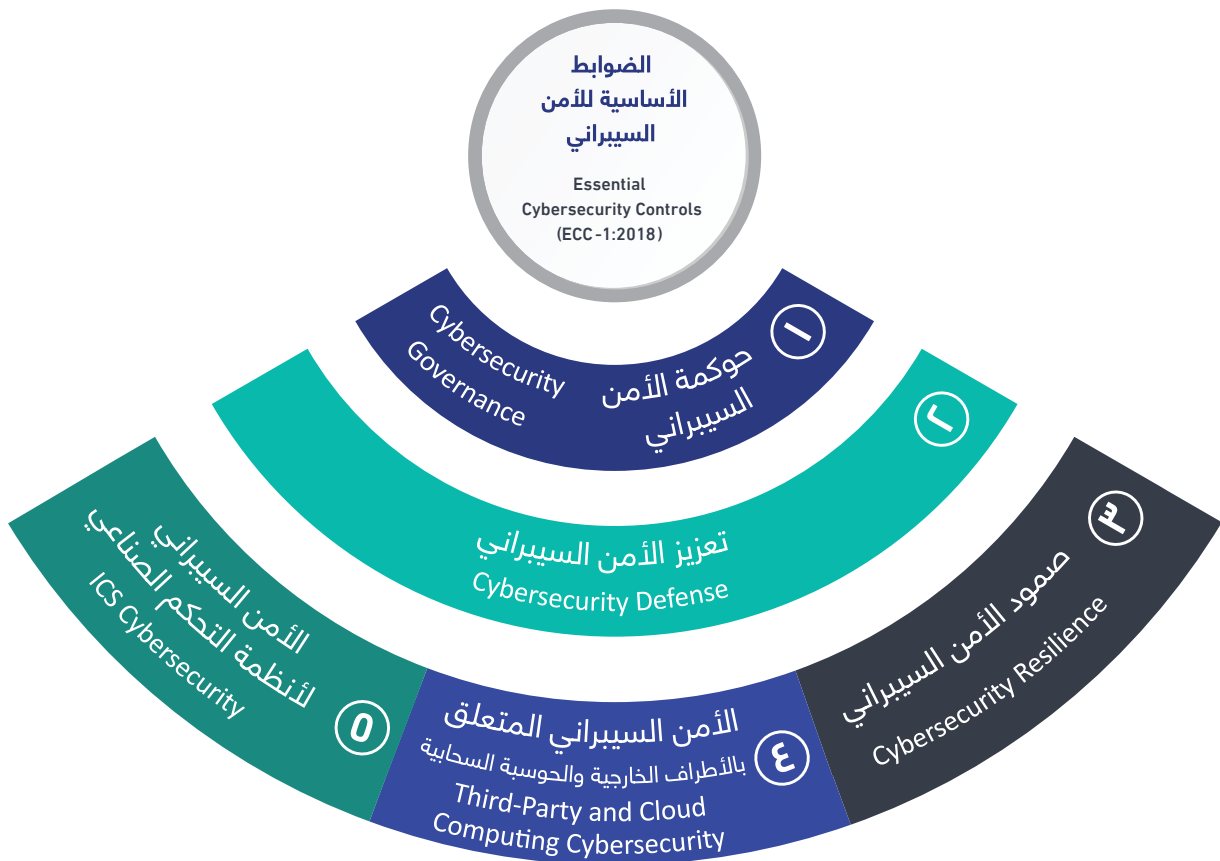 الضوابط
الأساسية للأمن
السيبراني
Essential
Cybersecurity Controls
(ECC-1:2018)
١
حوكمة الأمن
السيبراني
Cybersecurity
Governance
٢
تعزيز الأمن السيبراني
Cybersecurity Defense
٣
صمود الأمن السيبراني
Cybersecurity Resilience
٤
الأمن السيبراني المتعلق
بالأطراف الخارجية والحوسبة السحابية
Third-Party and Cloud
Computing Cybersecurity
٥
الأمن السيبراني
لأنظمة التحكم الصناعي
ICS Cybersecurity